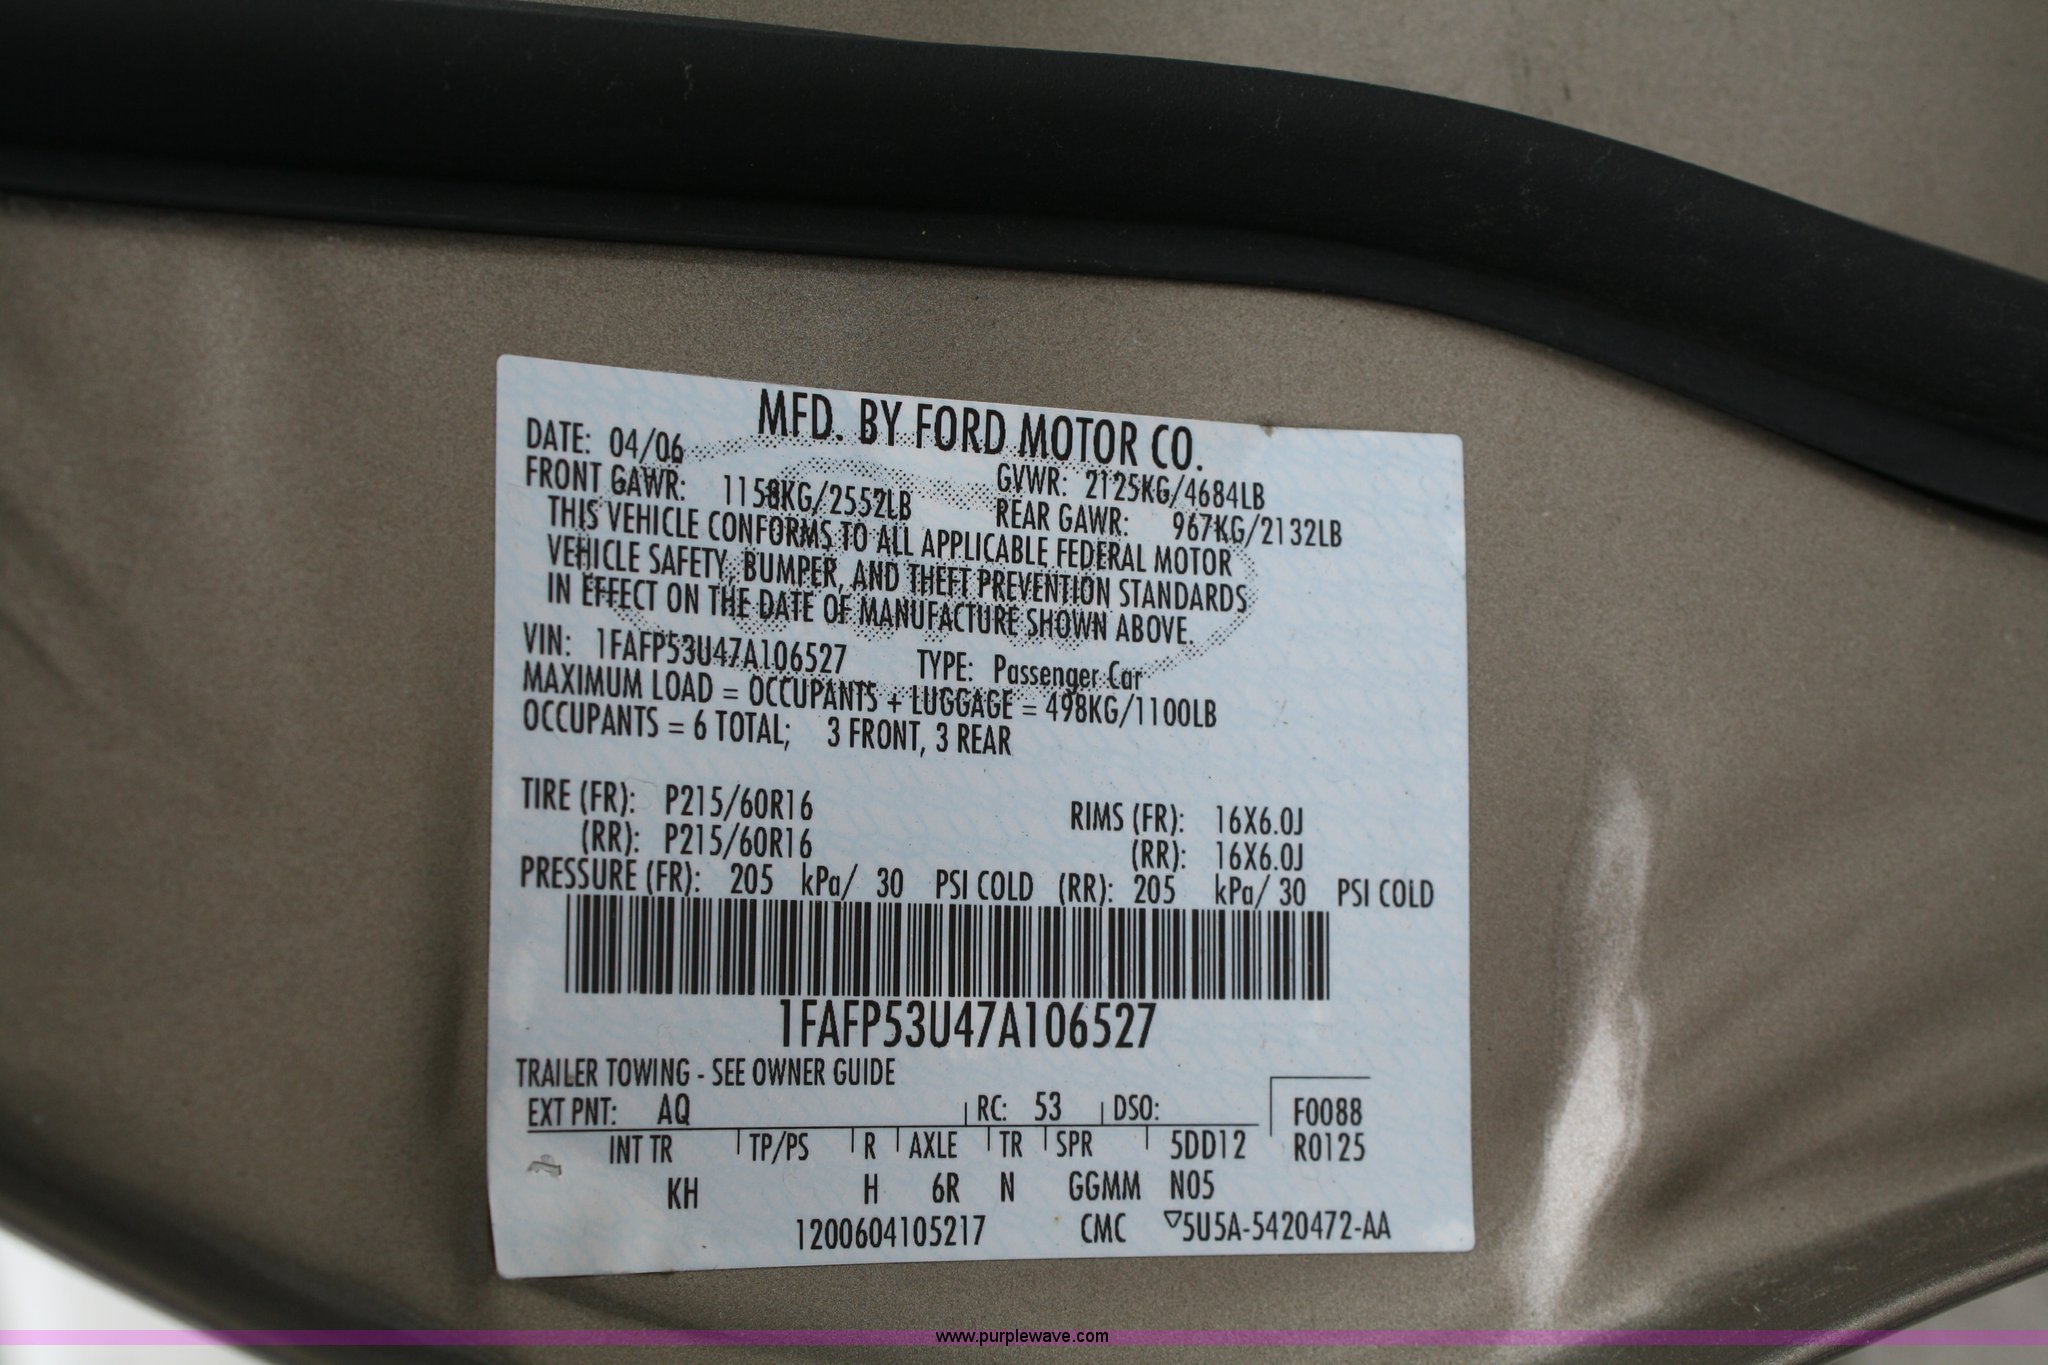 MFD. BY FORD MOTOR CO.
DATE: 04/06
GVWR: 2125KG/4684LB
FRONT GAWR: 1158KG/2552LB
REAR GAWR: 967KG/2132LB
THIS VEHICLE CONFORMS TO ALL APPLICABLE FEDERAL MOTOR
VEHICLE SAFETY, BUMPER, AND THEFT PREVENTION STANDARDS
IN EFFECT ON THE DATE OF MANUFACTURE SHOWN ABOVE.
VIN: 1FAFP53U47A106527 TYPE: Passenger Car
MAXIMUM LOAD = OCCUPANTS + LUGGAGE = 498KG/1100LB
OCCUPANTS = 6 TOTAL; 3 FRONT, 3 REAR
TIRE (FR): P215/60R16 RIMS (FR): 16X6.0J
(RR): P215/60R16 (RR): 16X6.0J
PRESSURE (FR): 205 kPa/ 30 PSI COLD (RR): 205 kPa/ 30 PSI COLD
1FAFP53U47A106527
TRAILER TOWING - SEE OWNER GUIDE
EXT PNT: AQ RC: 53 DSO: F0088
INT TR TP/PS R AXLE TR SPR 5DD12 R0125
KH H 6R N GGMM N05
1200604105217 CMC ▽5U5A-5420472-AA
www.purplewave.com